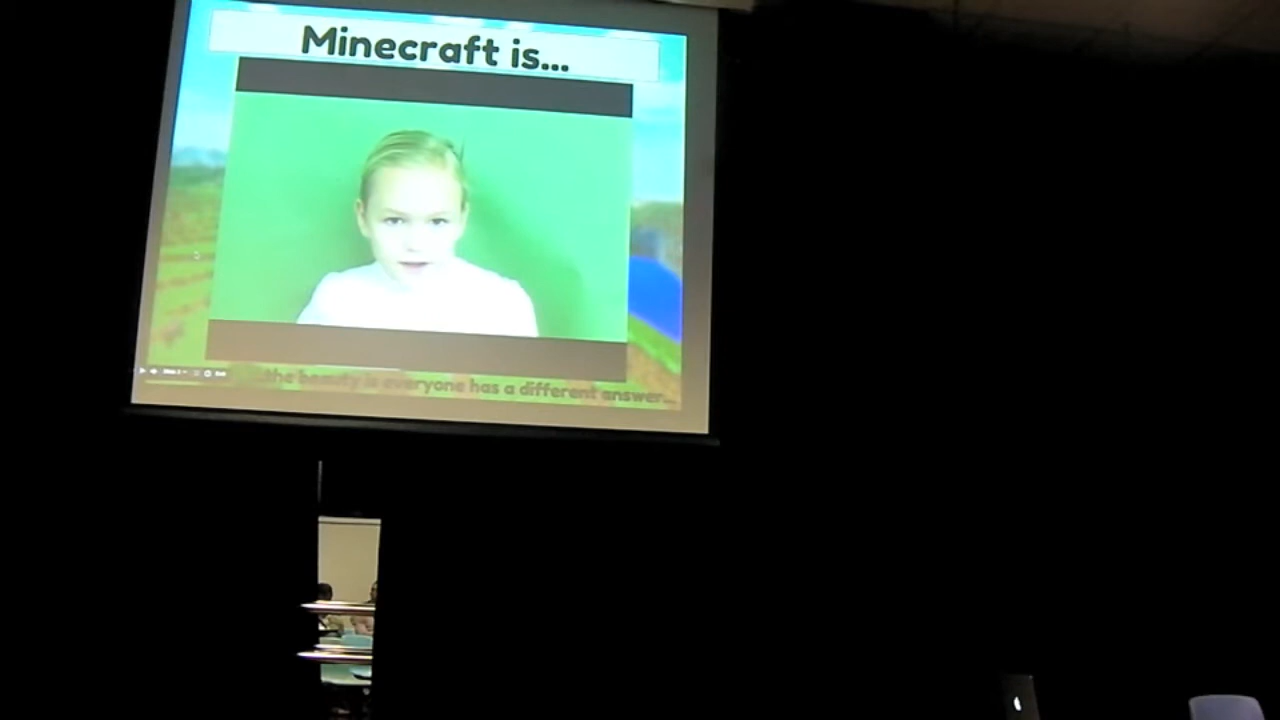 Minecraft is...
the beauty is everyone has a different answer...